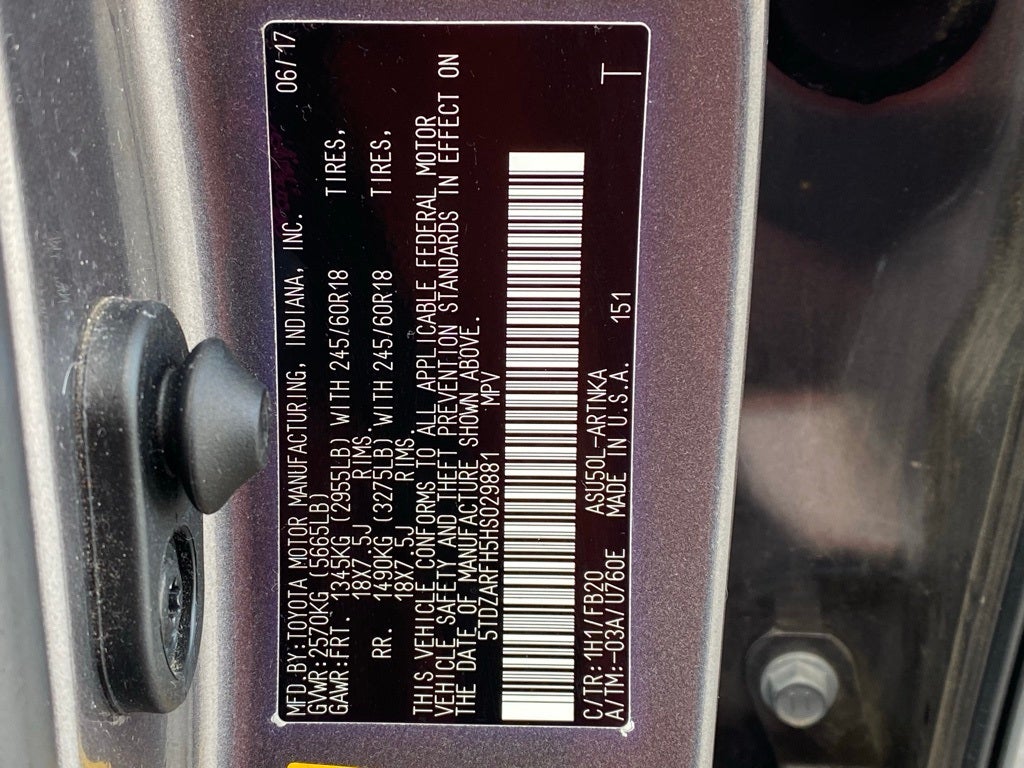 MFD.BY:TOYOTA MOTOR MANUFACTURING, INDIANA, INC. 06/17
GVWR:2570KG (5665LB)
GAWR:FRT. 1345KG (2955LB) WITH 245/60R18 TIRES,
18X7.5J RIMS.
RR. 1490KG (3275LB) WITH 245/60R18 TIRES,
18X7.5J RIMS.
THIS VEHICLE CONFORMS TO ALL APPLICABLE FEDERAL MOTOR
VEHICLE SAFETY AND THEFT PREVENTION STANDARDS IN EFFECT ON
THE DATE OF MANUFACTURE SHOWN ABOVE.
5TDZARFH5HS029881 MPV
C/TR:1H1/FB20 ASU50L-ARTNKA 151
A/TM:-03A/U760E MADE IN U.S.A. T